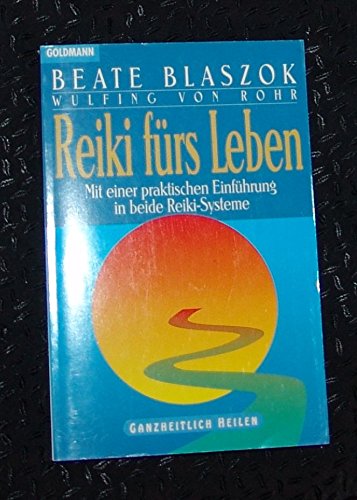 GOLDMANN
BEATE BLASZOK
WULFING VON ROHR
Reiki fürs Leben
Mit einer praktischen Einführung
in beide Reiki-Systeme
GANZHEITLICH HEILEN